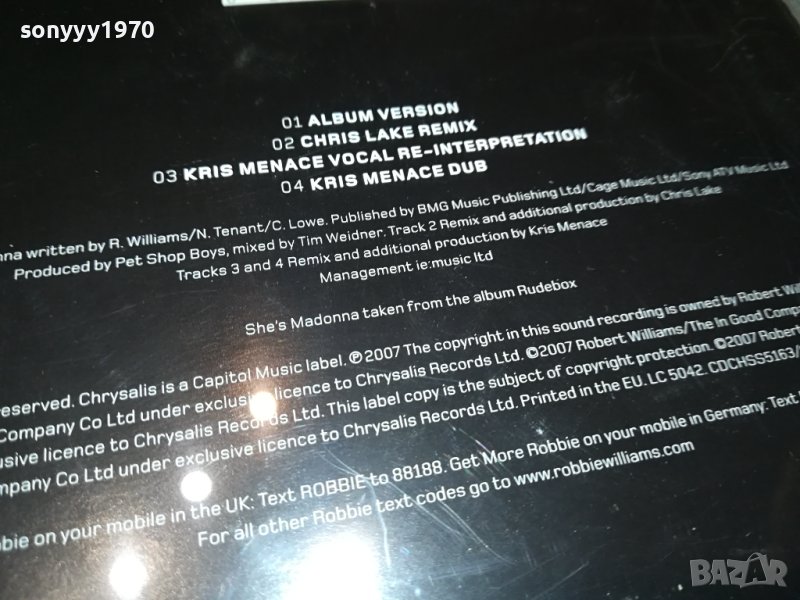 sonyyy1970
01 ALBUM VERSION
02 CHRIS LAKE REMIX
03 KRIS MENACE VOCAL RE-INTERPRETATION
04 KRIS MENACE DUB
written by R. Williams/N. Tenant/C. Lowe. Published by BMG Music Publishing Ltd/Cage Music Ltd/Sony ATV Music Ltd
Produced by Pet Shop Boys, mixed by Tim Weidner. Track 2 Remix and additional production by Chris Lake
Tracks 3 and 4 Remix and additional production by Kris Menace
Management ie:music ltd
She's Madonna taken from the album Rudebox
reserved. Chrysalis is a Capitol Music label. ℗2007 The copyright in this sound recording is owned by Robert
Company Co Ltd under exclusive licence to Chrysalis Records Ltd. ©2007 Robert Williams/The In Good
licence to Chrysalis Records Ltd. This label copy is the subject of copyright protection. ©2007 Robert
Co Ltd under exclusive licence to Chrysalis Records Ltd. Printed in the EU. LC 5042. CDCHSS5163/
on your mobile in the UK: Text ROBBIE to 88188. Get More Robbie on your mobile in Germany: Text
For all other Robbie text codes go to www.robbiewilliams.com
BAZAR